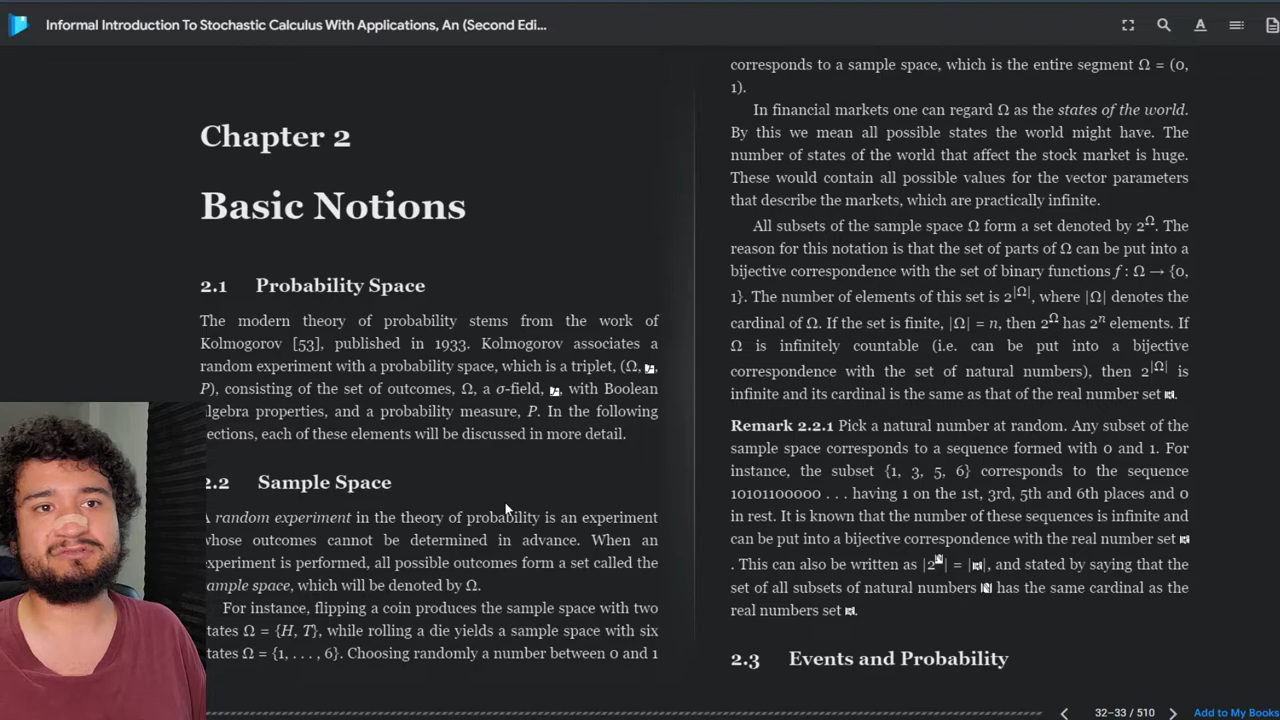 Informal Introduction To Stochastic Calculus With Applications, An (Second Edi...
Chapter 2
Basic Notions
2.1 Probability Space
The modern theory of probability stems from the work of
Kolmogorov [53], published in 1933. Kolmogorov associates a
random experiment with a probability space, which is a triplet, (Ω, ,
P), consisting of the set of outcomes, Ω, a σ-field, , with Boolean
lgebra properties, and a probability measure, P. In the following
ections, each of these elements will be discussed in more detail.
2.2 Sample Space
A random experiment in the theory of probability is an experiment
whose outcomes cannot be determined in advance. When an
experiment is performed, all possible outcomes form a set called the
sample space, which will be denoted by Ω.
For instance, flipping a coin produces the sample space with two
states Ω = {H, T}, while rolling a die yields a sample space with six
states Ω = {1, . . . , 6}. Choosing randomly a number between 0 and 1
corresponds to a sample space, which is the entire segment Ω = (0,
1).
In financial markets one can regard Ω as the states of the world.
By this we mean all possible states the world might have. The
number of states of the world that affect the stock market is huge.
These would contain all possible values for the vector parameters
that describe the markets, which are practically infinite.
All subsets of the sample space Ω form a set denoted by 2^Ω. The
reason for this notation is that the set of parts of Ω can be put into a
bijective correspondence with the set of binary functions f : Ω → {0,
1}. The number of elements of this set is 2^|Ω|, where |Ω| denotes the
cardinal of Ω. If the set is finite, |Ω| = n, then 2^Ω has 2^n elements. If
Ω is infinitely countable (i.e. can be put into a bijective
correspondence with the set of natural numbers), then 2^|Ω| is
infinite and its cardinal is the same as that of the real number set .
Remark 2.2.1 Pick a natural number at random. Any subset of the
sample space corresponds to a sequence formed with 0 and 1. For
instance, the subset {1, 3, 5, 6} corresponds to the sequence
10101100000 . . . having 1 on the 1st, 3rd, 5th and 6th places and 0
in rest. It is known that the number of these sequences is infinite and
can be put into a bijective correspondence with the real number set
. This can also be written as |2 | = | |, and stated by saying that the
set of all subsets of natural numbers has the same cardinal as the
real numbers set .
2.3 Events and Probability
32–33 / 510
Add to My Books